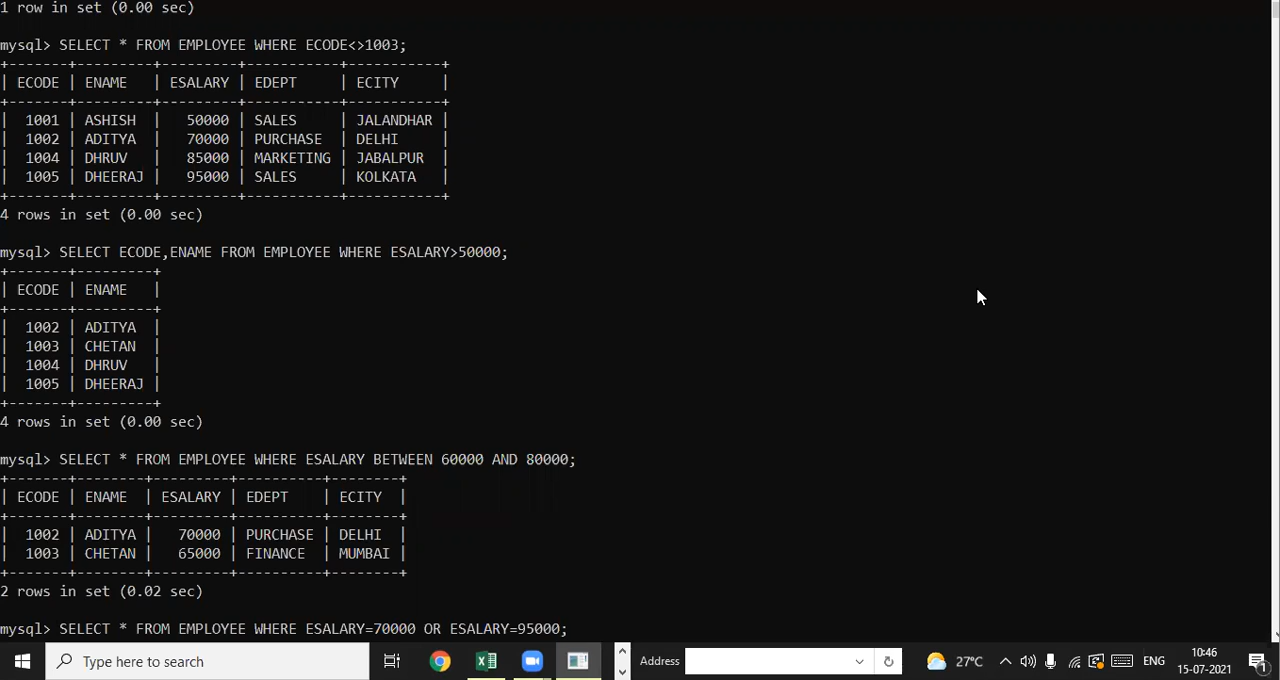 1 row in set (0.00 sec)
mysql> SELECT * FROM EMPLOYEE WHERE ECODE<>1003;
+-------+---------+---------+-----------+-----------+
| ECODE | ENAME   | ESALARY | EDEPT     | ECITY     |
+-------+---------+---------+-----------+-----------+
|  1001 | ASHISH  |   50000 | SALES     | JALANDHAR |
|  1002 | ADITYA  |   70000 | PURCHASE  | DELHI     |
|  1004 | DHRUV   |   85000 | MARKETING | JABALPUR  |
|  1005 | DHEERAJ |   95000 | SALES     | KOLKATA   |
+-------+---------+---------+-----------+-----------+
4 rows in set (0.00 sec)
mysql> SELECT ECODE,ENAME FROM EMPLOYEE WHERE ESALARY>50000;
+-------+---------+
| ECODE | ENAME   |
+-------+---------+
|  1002 | ADITYA  |
|  1003 | CHETAN  |
|  1004 | DHRUV   |
|  1005 | DHEERAJ |
+-------+---------+
4 rows in set (0.00 sec)
mysql> SELECT * FROM EMPLOYEE WHERE ESALARY BETWEEN 60000 AND 80000;
+-------+--------+---------+----------+--------+
| ECODE | ENAME  | ESALARY | EDEPT    | ECITY  |
+-------+--------+---------+----------+--------+
|  1002 | ADITYA |   70000 | PURCHASE | DELHI  |
|  1003 | CHETAN |   65000 | FINANCE  | MUMBAI |
+-------+--------+---------+----------+--------+
2 rows in set (0.02 sec)
mysql> SELECT * FROM EMPLOYEE WHERE ESALARY=70000 OR ESALARY=95000;
Type here to search
Address
27°C
ENG
10:46
15-07-2021
1